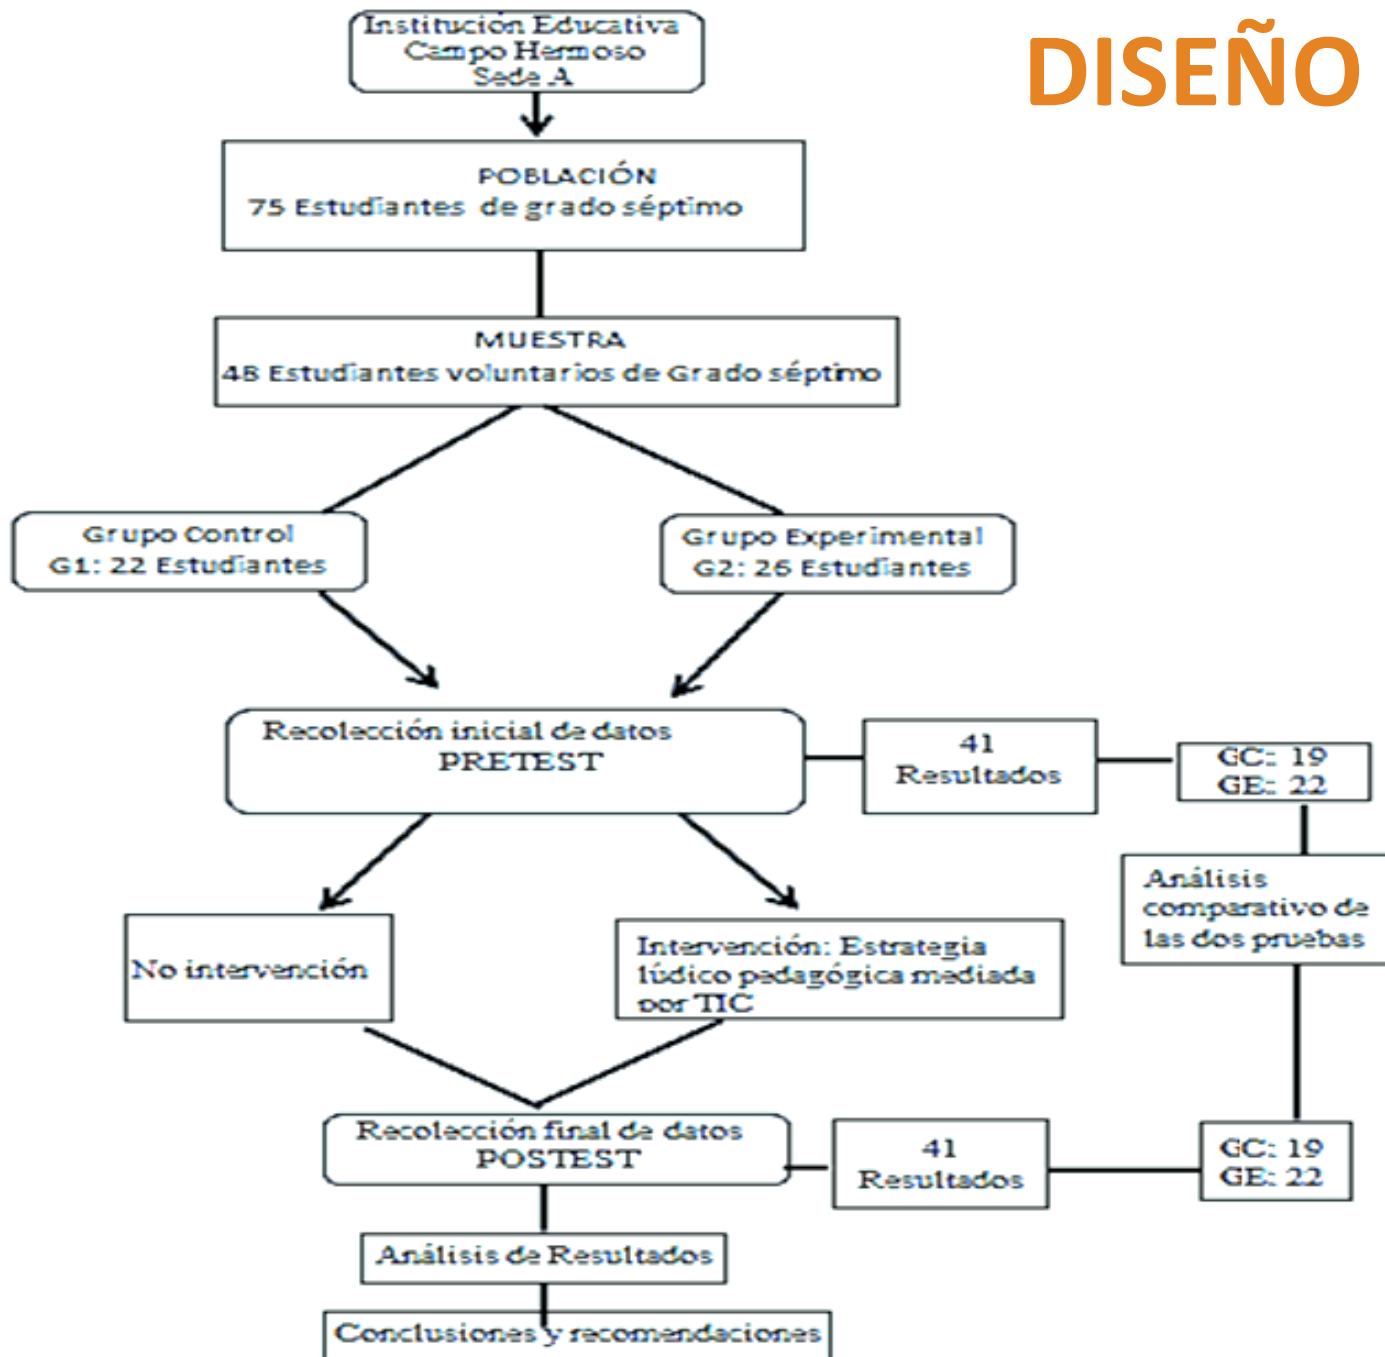 DISEÑO
Institución Educativa
Campo Hermoso
Sede A
POBLACIÓN
75 Estudiantes de grado séptimo
MUESTRA
48 Estudiantes voluntarios de Grado séptimo
Grupo Control
G1: 22 Estudiantes
Grupo Experimental
G2: 26 Estudiantes
Recolección inicial de datos
PRETEST
41
Resultados
GC: 19
GE: 22
Análisis
comparativo de
las dos pruebas
No intervención
Intervención: Estrategia
lúdico pedagógica mediada
por TIC
Recolección final de datos
POSTEST
41
Resultados
GC: 19
GE: 22
Análisis de Resultados
Conclusiones y recomendaciones